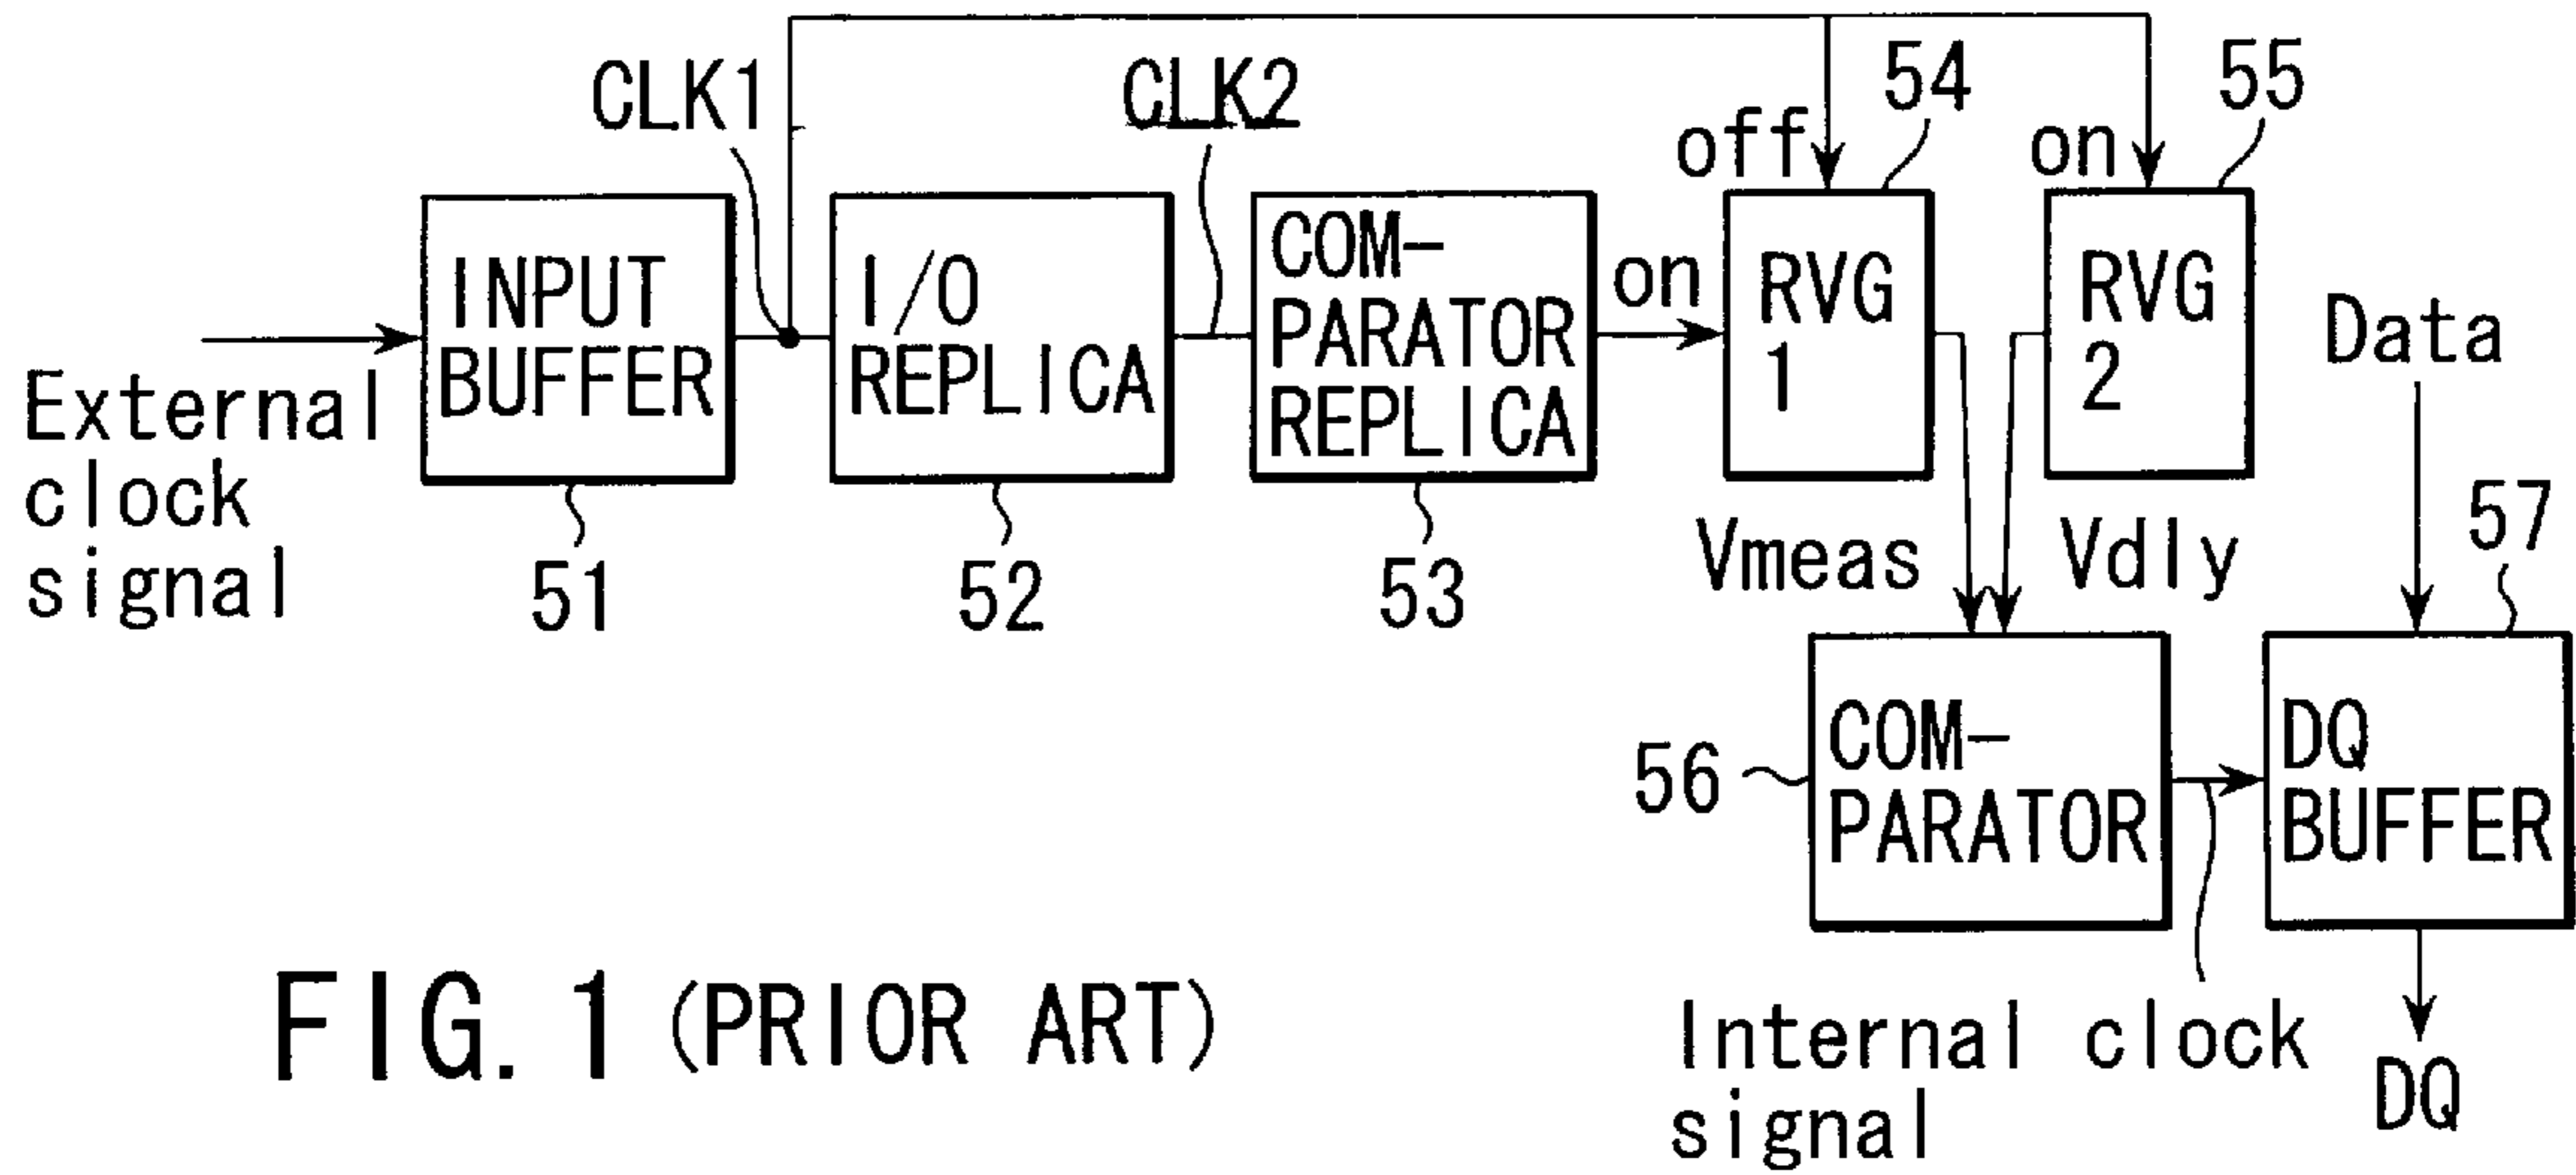 CLK1
CLK2
54
55
off
on
INPUT
BUFFER
I/O
REPLICA
COM-
PARATOR
REPLICA
on
RVG
1
RVG
2
Data
External
clock
signal
51
52
53
Vmeas
Vdly
57
56
COM-
PARATOR
DQ
BUFFER
Internal clock
signal
DQ
FIG. 1 (PRIOR ART)